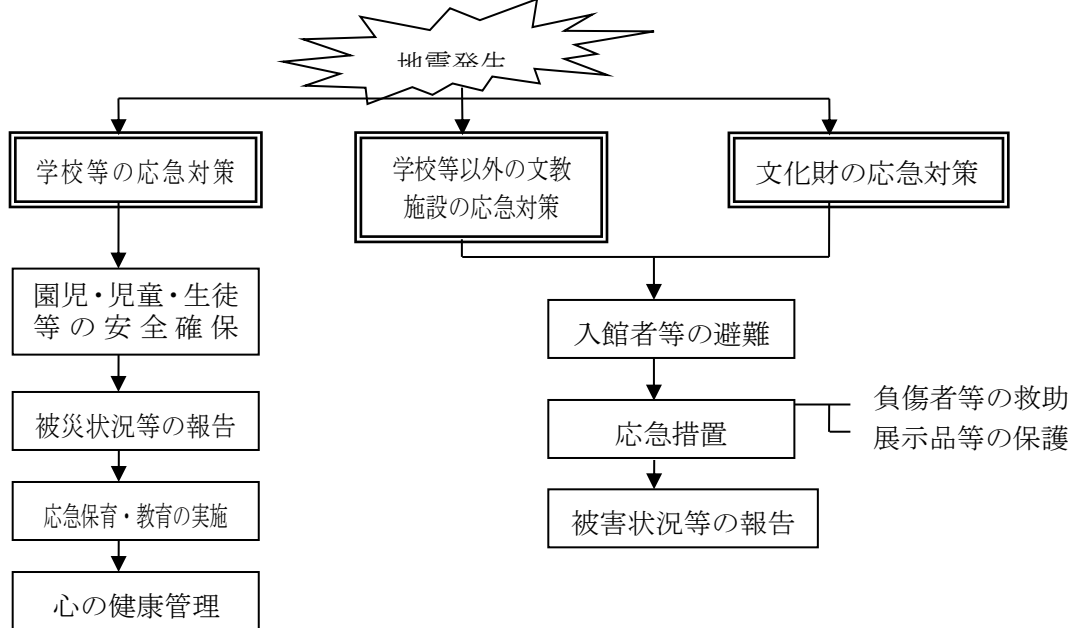 地震発生
学校等の応急対策
学校等以外の文教
施設の応急対策
文化財の応急対策
園児・児童・生徒
等の安全確保
被災状況等の報告
応急保育・教育の実施
心の健康管理
入館者等の避難
応急措置
負傷者等の救助
展示品等の保護
被害状況等の報告